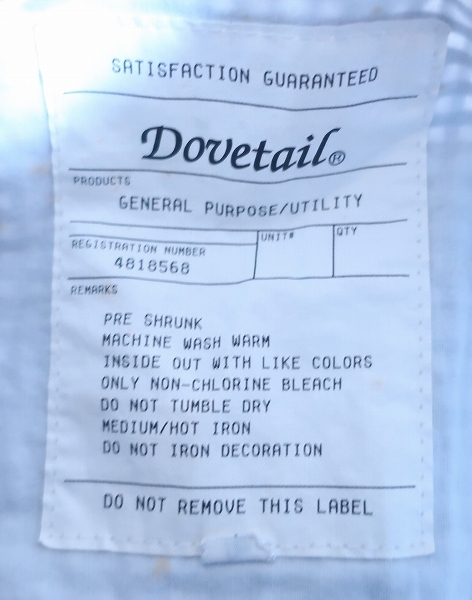 SATISFACTION GUARANTEED
Dovetail®
PRODUCTS
GENERAL PURPOSE/UTILITY
REGISTRATION NUMBER
4818568
UNIT#
QTY
REMARKS
PRE SHRUNK
MACHINE WASH WARM
INSIDE OUT WITH LIKE COLORS
ONLY NON-CHLORINE BLEACH
DO NOT TUMBLE DRY
MEDIUM/HOT IRON
DO NOT IRON DECORATION
DO NOT REMOVE THIS LABEL